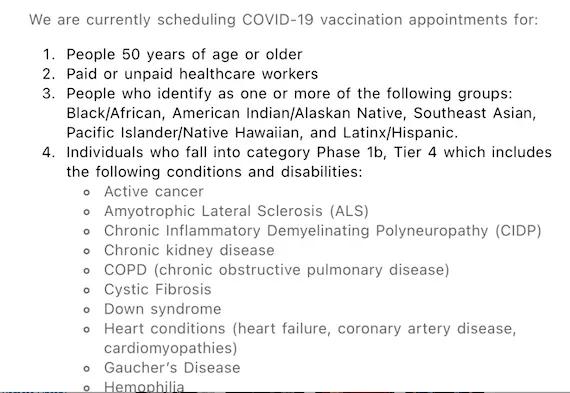 We are currently scheduling COVID-19 vaccination appointments for:
1. People 50 years of age or older
2. Paid or unpaid healthcare workers
3. People who identify as one or more of the following groups:
Black/African, American Indian/Alaskan Native, Southeast Asian,
Pacific Islander/Native Hawaiian, and Latinx/Hispanic.
4. Individuals who fall into category Phase 1b, Tier 4 which includes
the following conditions and disabilities:
Active cancer
Amyotrophic Lateral Sclerosis (ALS)
Chronic Inflammatory Demyelinating Polyneuropathy (CIDP)
Chronic kidney disease
COPD (chronic obstructive pulmonary disease)
Cystic Fibrosis
Down syndrome
Heart conditions (heart failure, coronary artery disease,
cardiomyopathies)
Gaucher's Disease
Hemophilia